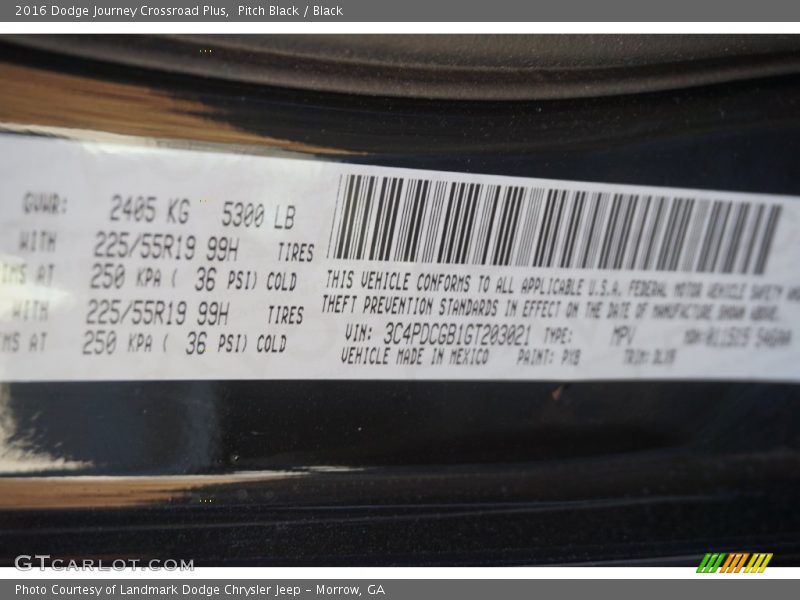 2016 Dodge Journey Crossroad Plus, Pitch Black / Black
GVWR: 2405 KG 5300 LB
WITH 225/55R19 99H TIRES
AT 250 KPA ( 36 PSI) COLD
WITH 225/55R19 99H TIRES
AT 250 KPA ( 36 PSI) COLD
THIS VEHICLE CONFORMS TO ALL APPLICABLE U.S.A. FEDERAL MOTOR VEHICLE SAFETY AND
THEFT PREVENTION STANDARDS IN EFFECT ON THE DATE OF MANUFACTURE SHOWN ABOVE.
VIN: 3C4PDCGB1GT203021 TYPE: MPV
VEHICLE MADE IN MEXICO PAINT: PX8 TRIM:
GTCARLOT.COM
Photo Courtesy of Landmark Dodge Chrysler Jeep - Morrow, GA